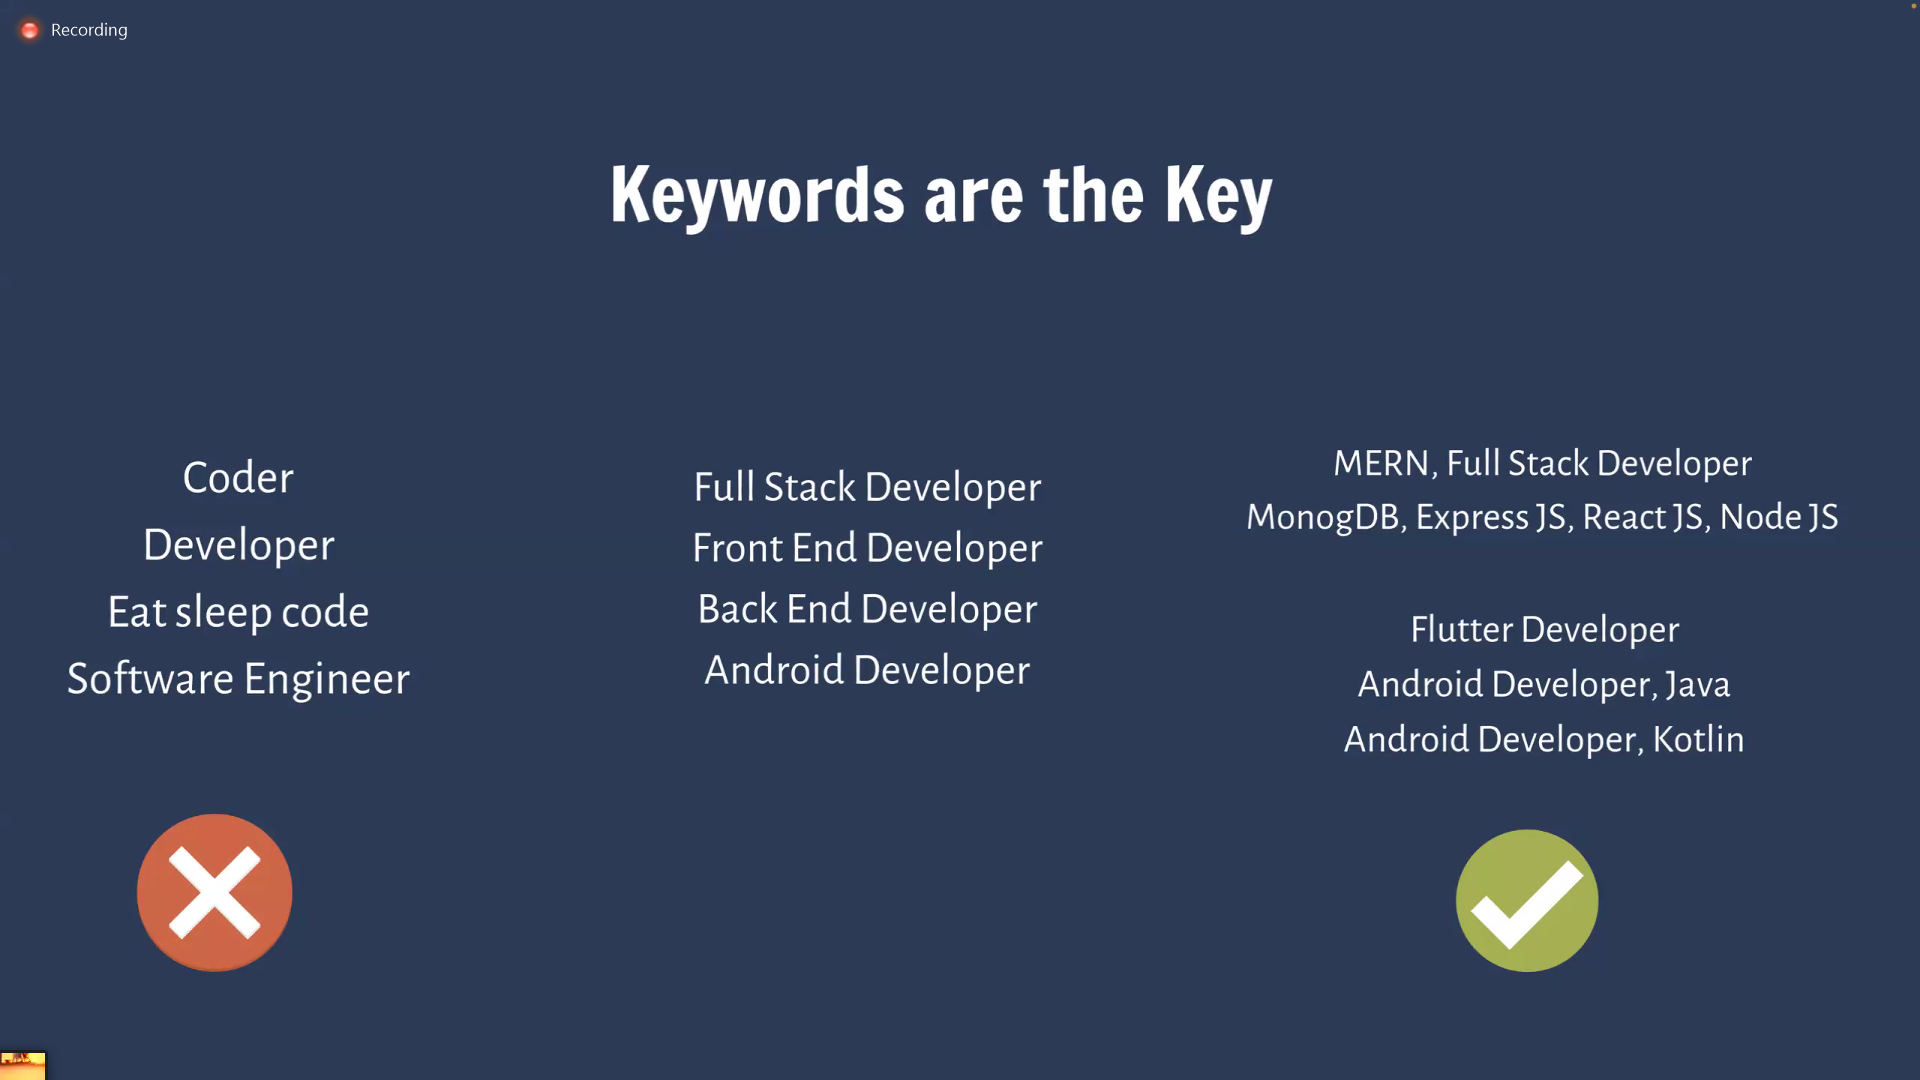 Recording
Keywords are the Key
Coder
Developer
Eat sleep code
Software Engineer
Full Stack Developer
Front End Developer
Back End Developer
Android Developer
MERN, Full Stack Developer
MonogDB, Express JS, React JS, Node JS
Flutter Developer
Android Developer, Java
Android Developer, Kotlin